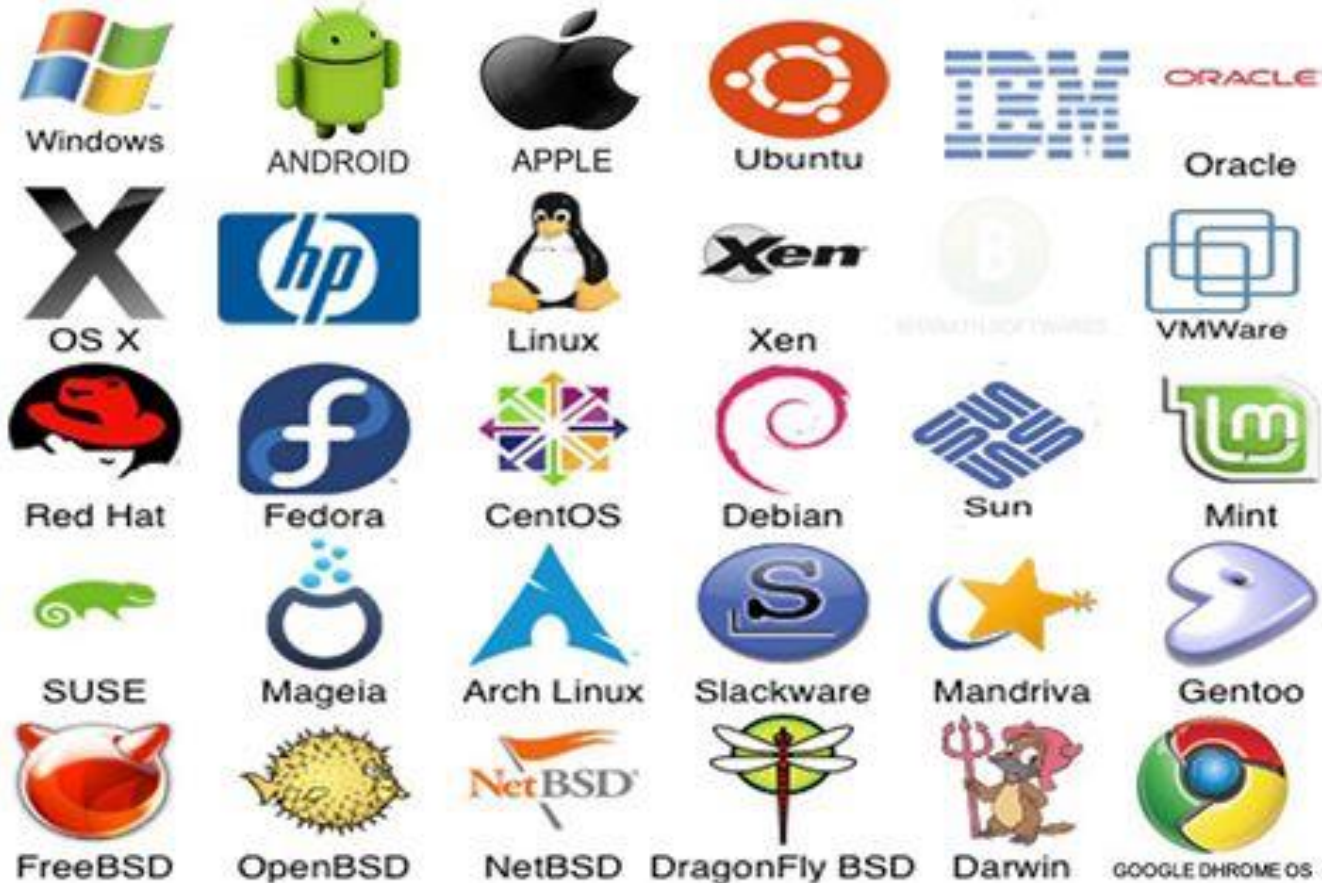 Windows
ANDROID
APPLE
Ubuntu
IBM
ORACLE
Oracle
OS X
hp
Linux
Xen
Xen
B
VMWare
Red Hat
Fedora
CentOS
Debian
Sun
Mint
SUSE
Mageia
Arch Linux
S
Slackware
Mandriva
Gentoo
FreeBSD
OpenBSD
NetBSD
NetBSD
DragonFly BSD
Darwin
GOOGLE DHROME OS